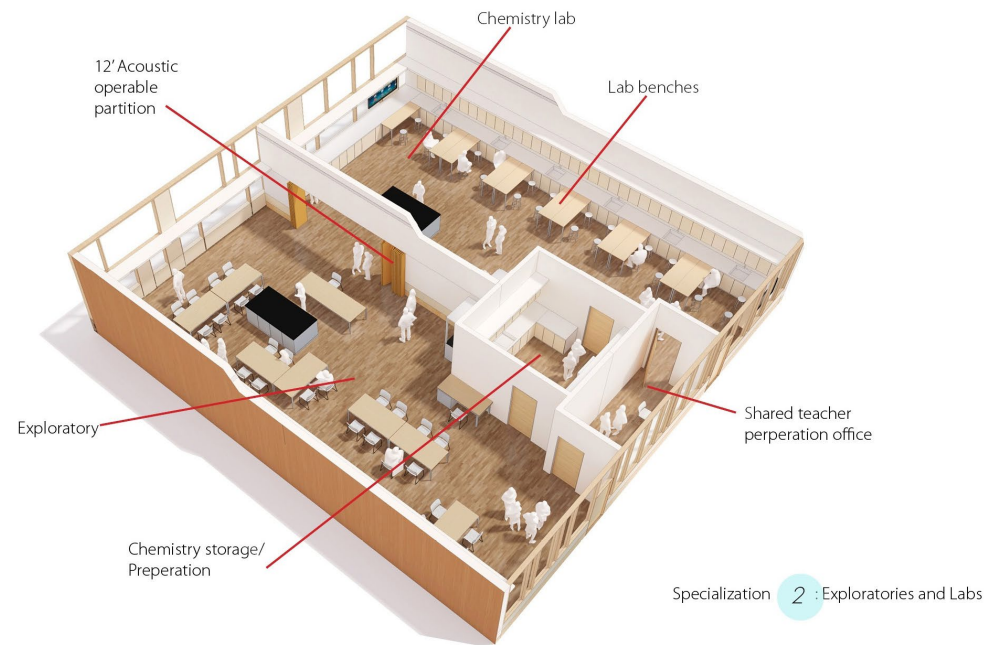 Chemistry lab
12' Acoustic
operable
partition
Lab benches
Exploratory
Shared teacher
perperation office
Chemistry storage/
Preperation
Specialization 2 : Exploratories and Labs